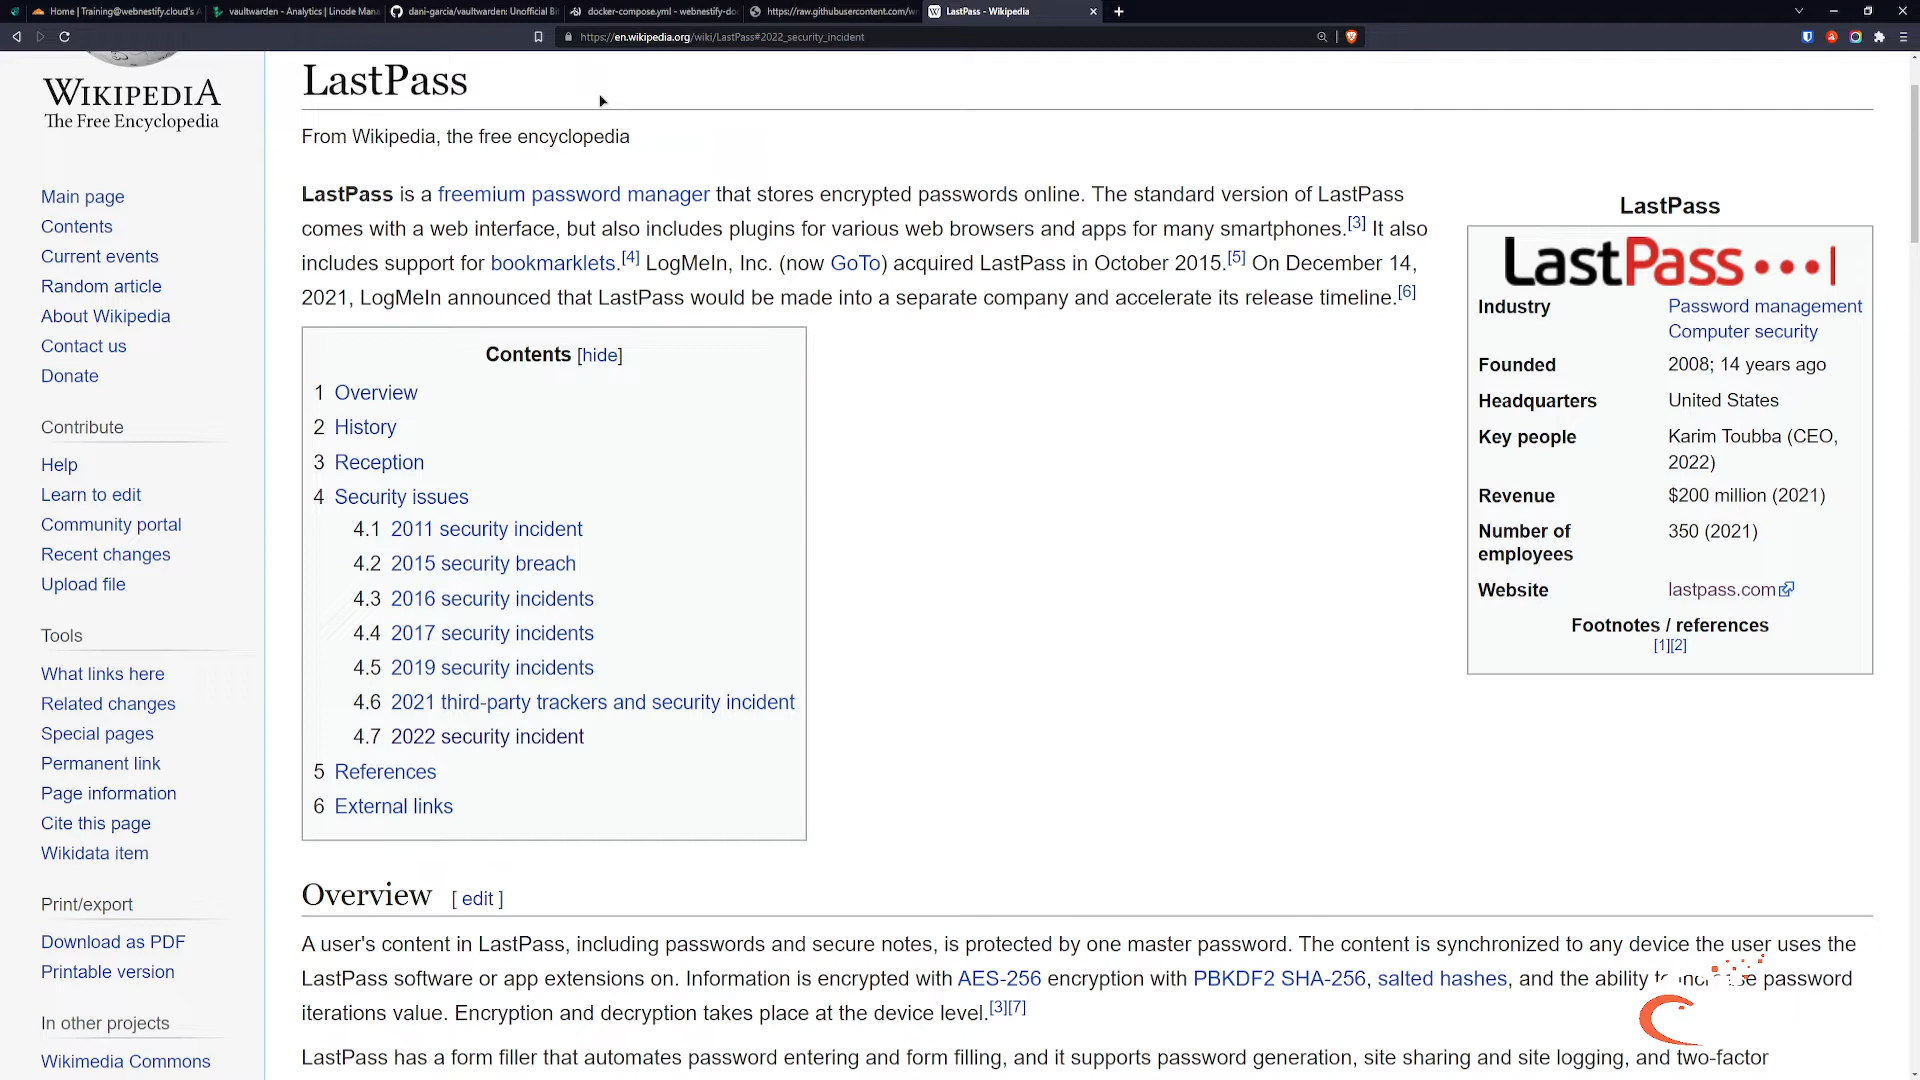 Home | Training@webnestify.cloud's A
vaultwarden - Analytics | Linode Mana
dani-garcia/vaultwarden: Unofficial Bi
docker-compose.yml - webnestify-do
https://raw.githubusercontent.com/w
LastPass - Wikipedia
https://en.wikipedia.org/wiki/LastPass#2022_security_incident
WIKIPEDIA
The Free Encyclopedia
Main page
Contents
Current events
Random article
About Wikipedia
Contact us
Donate
Contribute
Help
Learn to edit
Community portal
Recent changes
Upload file
Tools
What links here
Related changes
Special pages
Permanent link
Page information
Cite this page
Wikidata item
Print/export
Download as PDF
Printable version
In other projects
Wikimedia Commons
LastPass
From Wikipedia, the free encyclopedia
LastPass is a freemium password manager that stores encrypted passwords online. The standard version of LastPass
comes with a web interface, but also includes plugins for various web browsers and apps for many smartphones.[3] It also
includes support for bookmarklets.[4] LogMeIn, Inc. (now GoTo) acquired LastPass in October 2015.[5] On December 14,
2021, LogMeIn announced that LastPass would be made into a separate company and accelerate its release timeline.[6]
Contents [hide]
1 Overview
2 History
3 Reception
4 Security issues
4.1 2011 security incident
4.2 2015 security breach
4.3 2016 security incidents
4.4 2017 security incidents
4.5 2019 security incidents
4.6 2021 third-party trackers and security incident
4.7 2022 security incident
5 References
6 External links
LastPass
LastPass
Industry Password management
Computer security
Founded 2008; 14 years ago
Headquarters United States
Key people Karim Toubba (CEO,
2022)
Revenue $200 million (2021)
Number of 350 (2021)
employees
Website lastpass.com
Footnotes / references
[1][2]
Overview [ edit ]
A user's content in LastPass, including passwords and secure notes, is protected by one master password. The content is synchronized to any device the user uses the
LastPass software or app extensions on. Information is encrypted with AES-256 encryption with PBKDF2 SHA-256, salted hashes, and the ability password
iterations value. Encryption and decryption takes place at the device level.[3][7]
LastPass has a form filler that automates password entering and form filling, and it supports password generation, site sharing and site logging, and two-factor